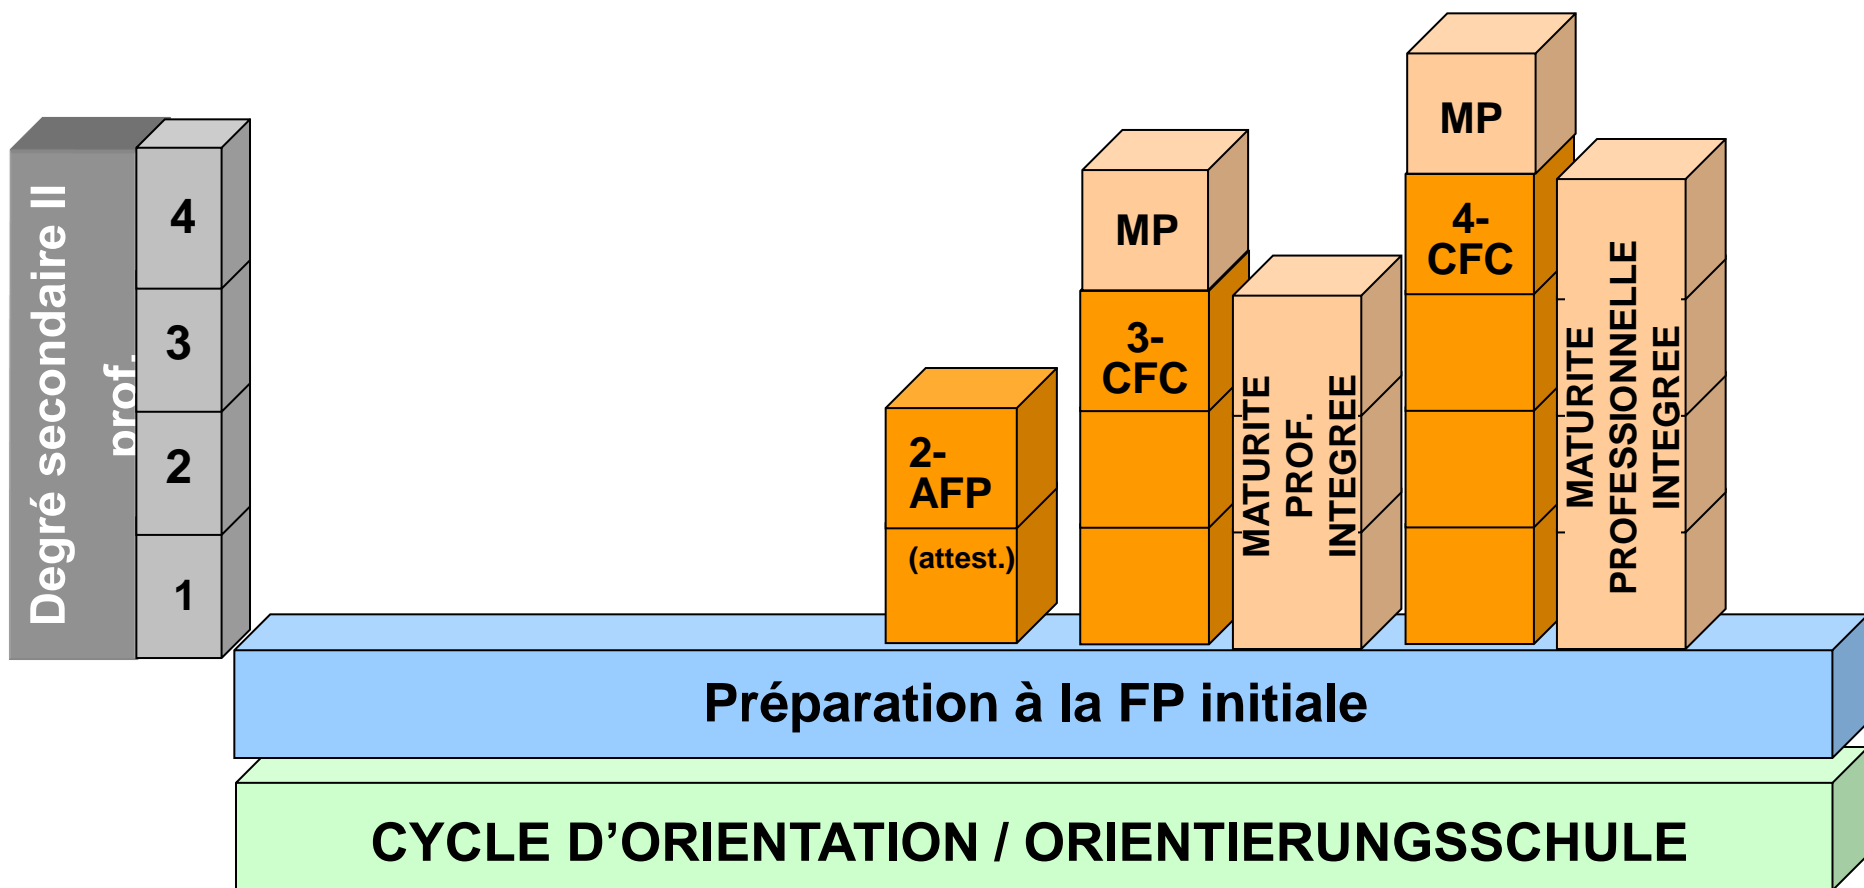 Degré secondaire II
prof.
4
3
2
1
2-
AFP
(attest.)
MP
3-
CFC
MATURITE
PROF.
INTEGREE
MP
4-
CFC
MATURITE
PROFESSIONNELLE
INTEGREE
Préparation à la FP initiale
CYCLE D’ORIENTATION / ORIENTIERUNGSSCHULE